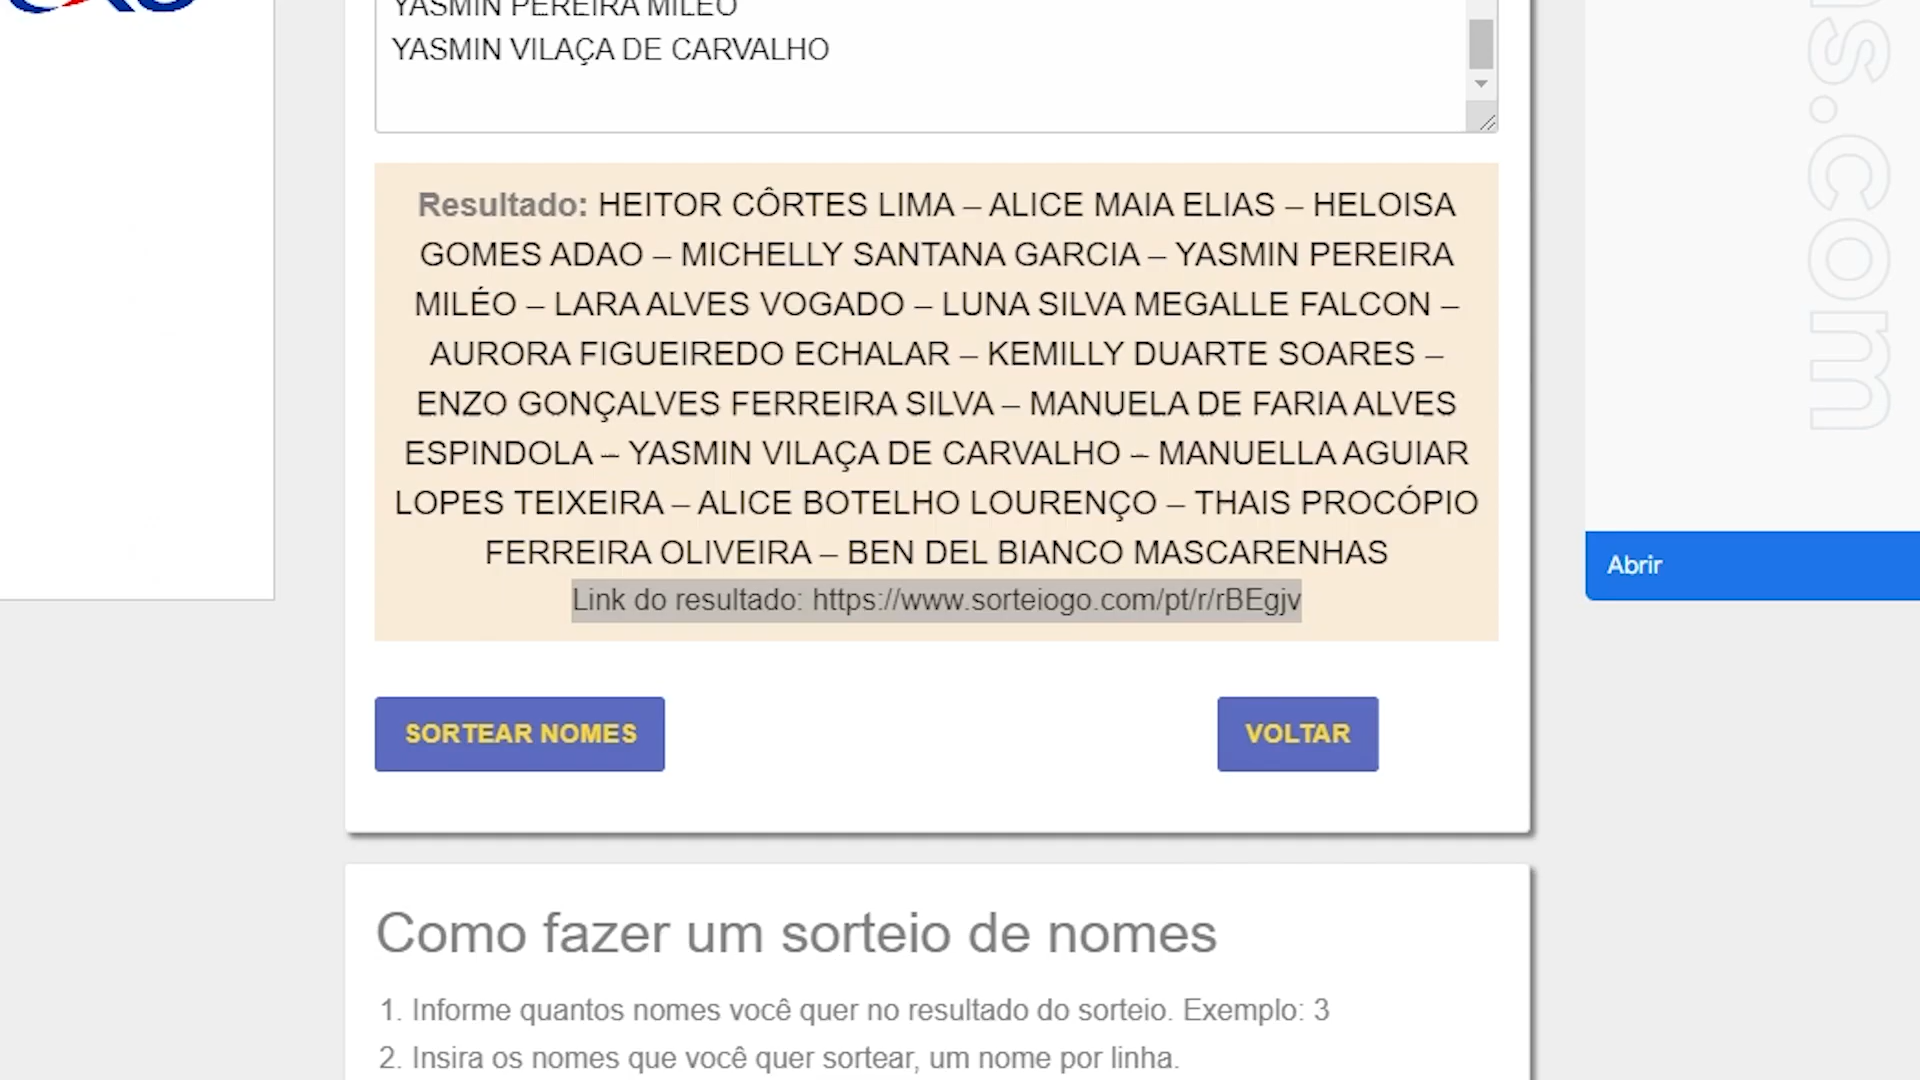 YASMIN PEREIRA MILÉO
YASMIN VILAÇA DE CARVALHO
Resultado: HEITOR CÔRTES LIMA – ALICE MAIA ELIAS – HELOISA
GOMES ADAO – MICHELLY SANTANA GARCIA – YASMIN PEREIRA
MILÉO – LARA ALVES VOGADO – LUNA SILVA MEGALLE FALCON –
AURORA FIGUEIREDO ECHALAR – KEMILLY DUARTE SOARES –
ENZO GONÇALVES FERREIRA SILVA – MANUELA DE FARIA ALVES
ESPINDOLA – YASMIN VILAÇA DE CARVALHO – MANUELLA AGUIAR
LOPES TEIXEIRA – ALICE BOTELHO LOURENÇO – THAIS PROCÓPIO
FERREIRA OLIVEIRA – BEN DEL BIANCO MASCARENHAS
Link do resultado: https://www.sorteiogo.com/pt/r/rBEgjv
SORTEAR NOMES
VOLTAR
Como fazer um sorteio de nomes
1. Informe quantos nomes você quer no resultado do sorteio. Exemplo: 3
2. Insira os nomes que você quer sortear, um nome por linha.
s.com
Abrir